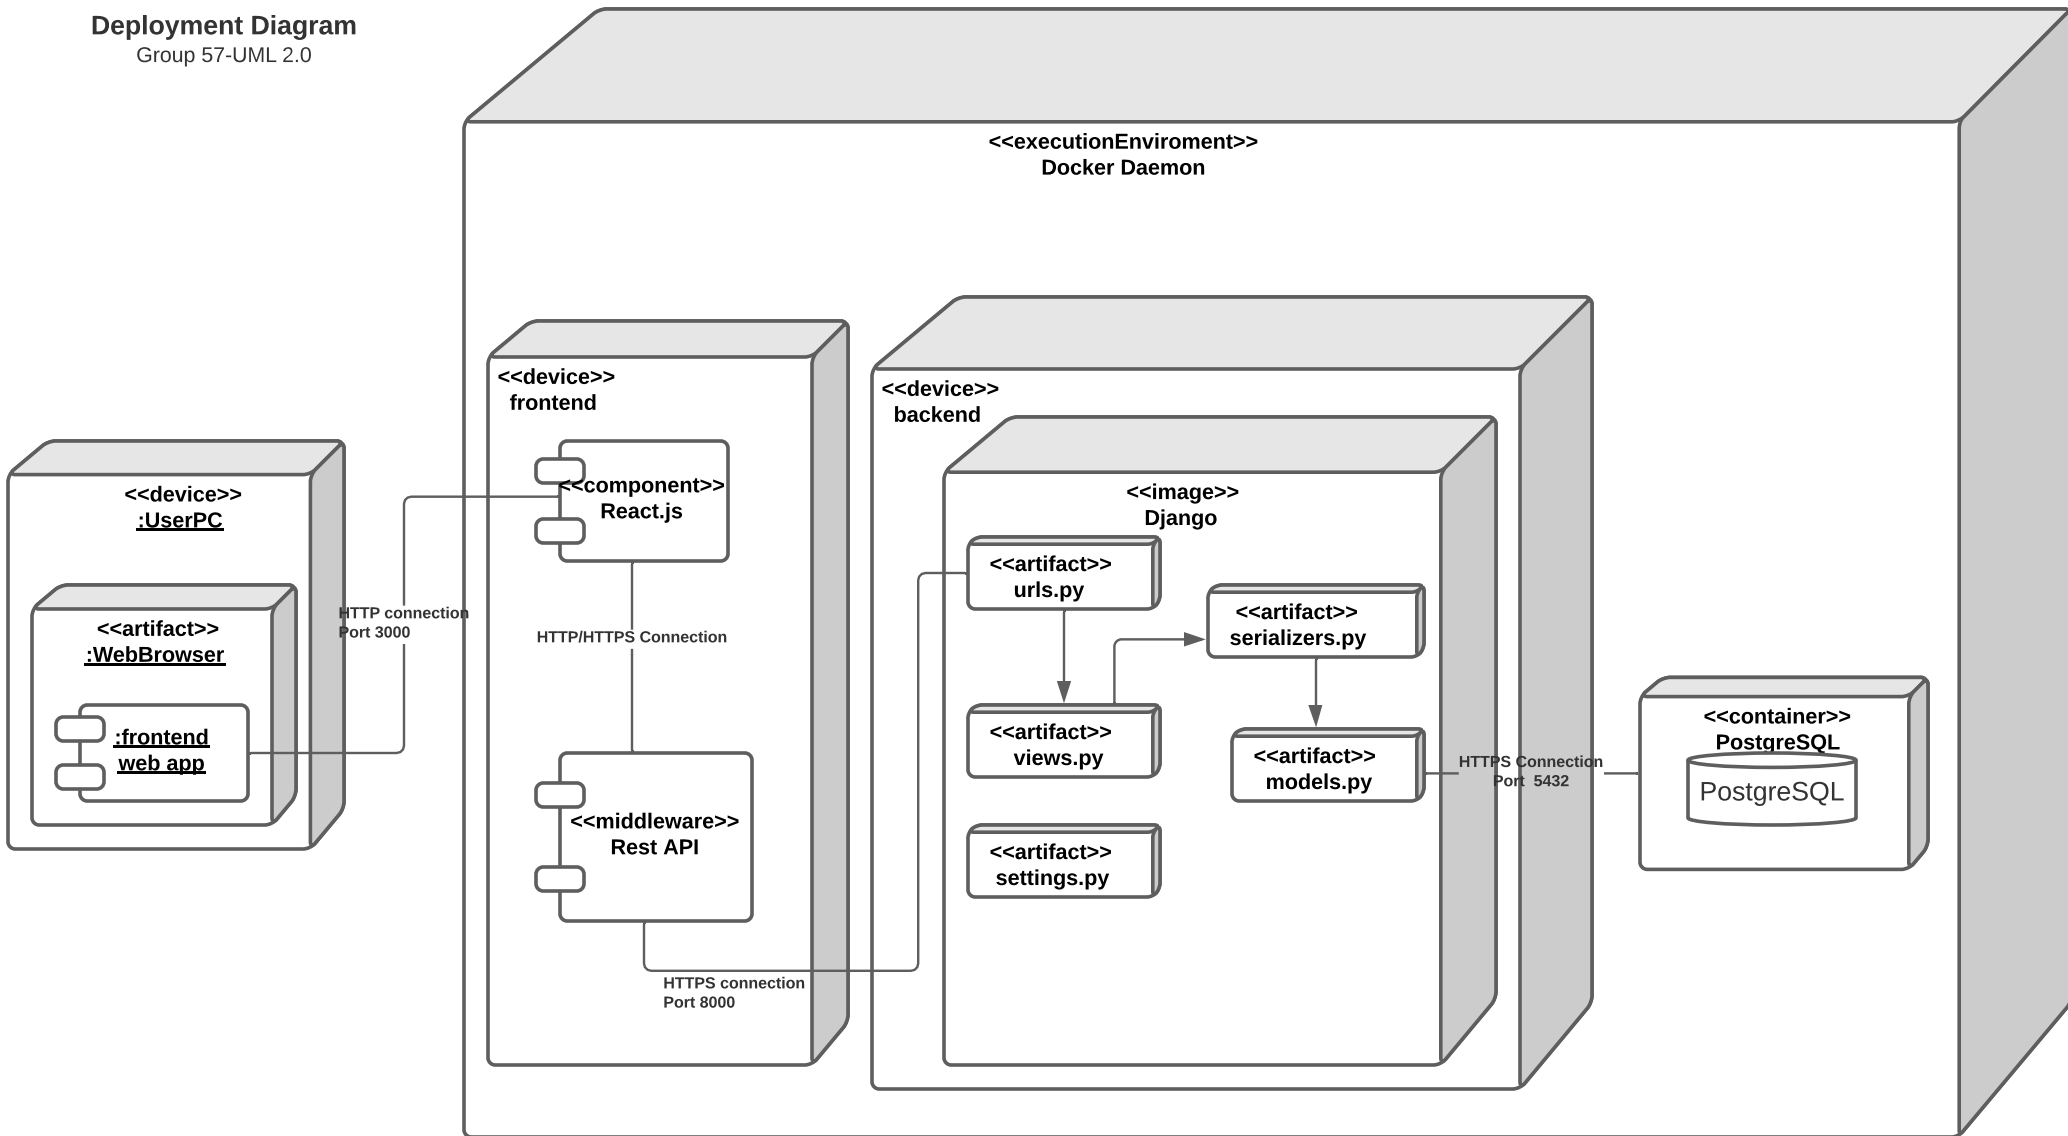 Deployment Diagram
Group 57-UML 2.0
<<executionEnviroment>>
Docker Daemon
<<device>>
frontend
<<component>>
React.js
HTTP/HTTPS Connection
<<middleware>>
Rest API
HTTPS connection
Port 8000
<<device>>
:UserPC
<<artifact>>
:WebBrowser
:frontend
web app
HTTP connection
Port 3000
<<device>>
backend
<<image>>
Django
<<artifact>>
urls.py
<<artifact>>
serializers.py
<<artifact>>
views.py
<<artifact>>
models.py
<<artifact>>
settings.py
HTTPS Connection
Port  5432
<<container>>
PostgreSQL
PostgreSQL